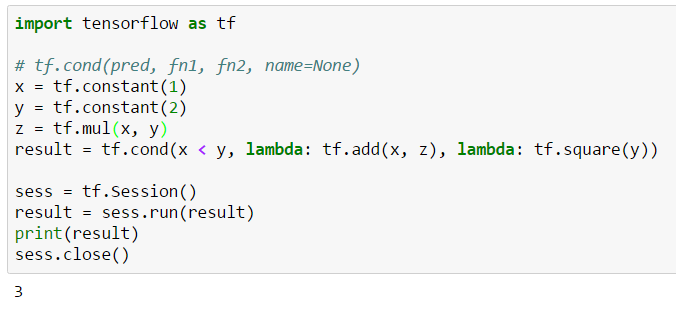 import tensorflow as tf
# tf.cond(pred, fn1, fn2, name=None)
x = tf.constant(1)
y = tf.constant(2)
z = tf.mul(x, y)
result = tf.cond(x < y, lambda: tf.add(x, z), lambda: tf.square(y))
sess = tf.Session()
result = sess.run(result)
print(result)
sess.close()
3